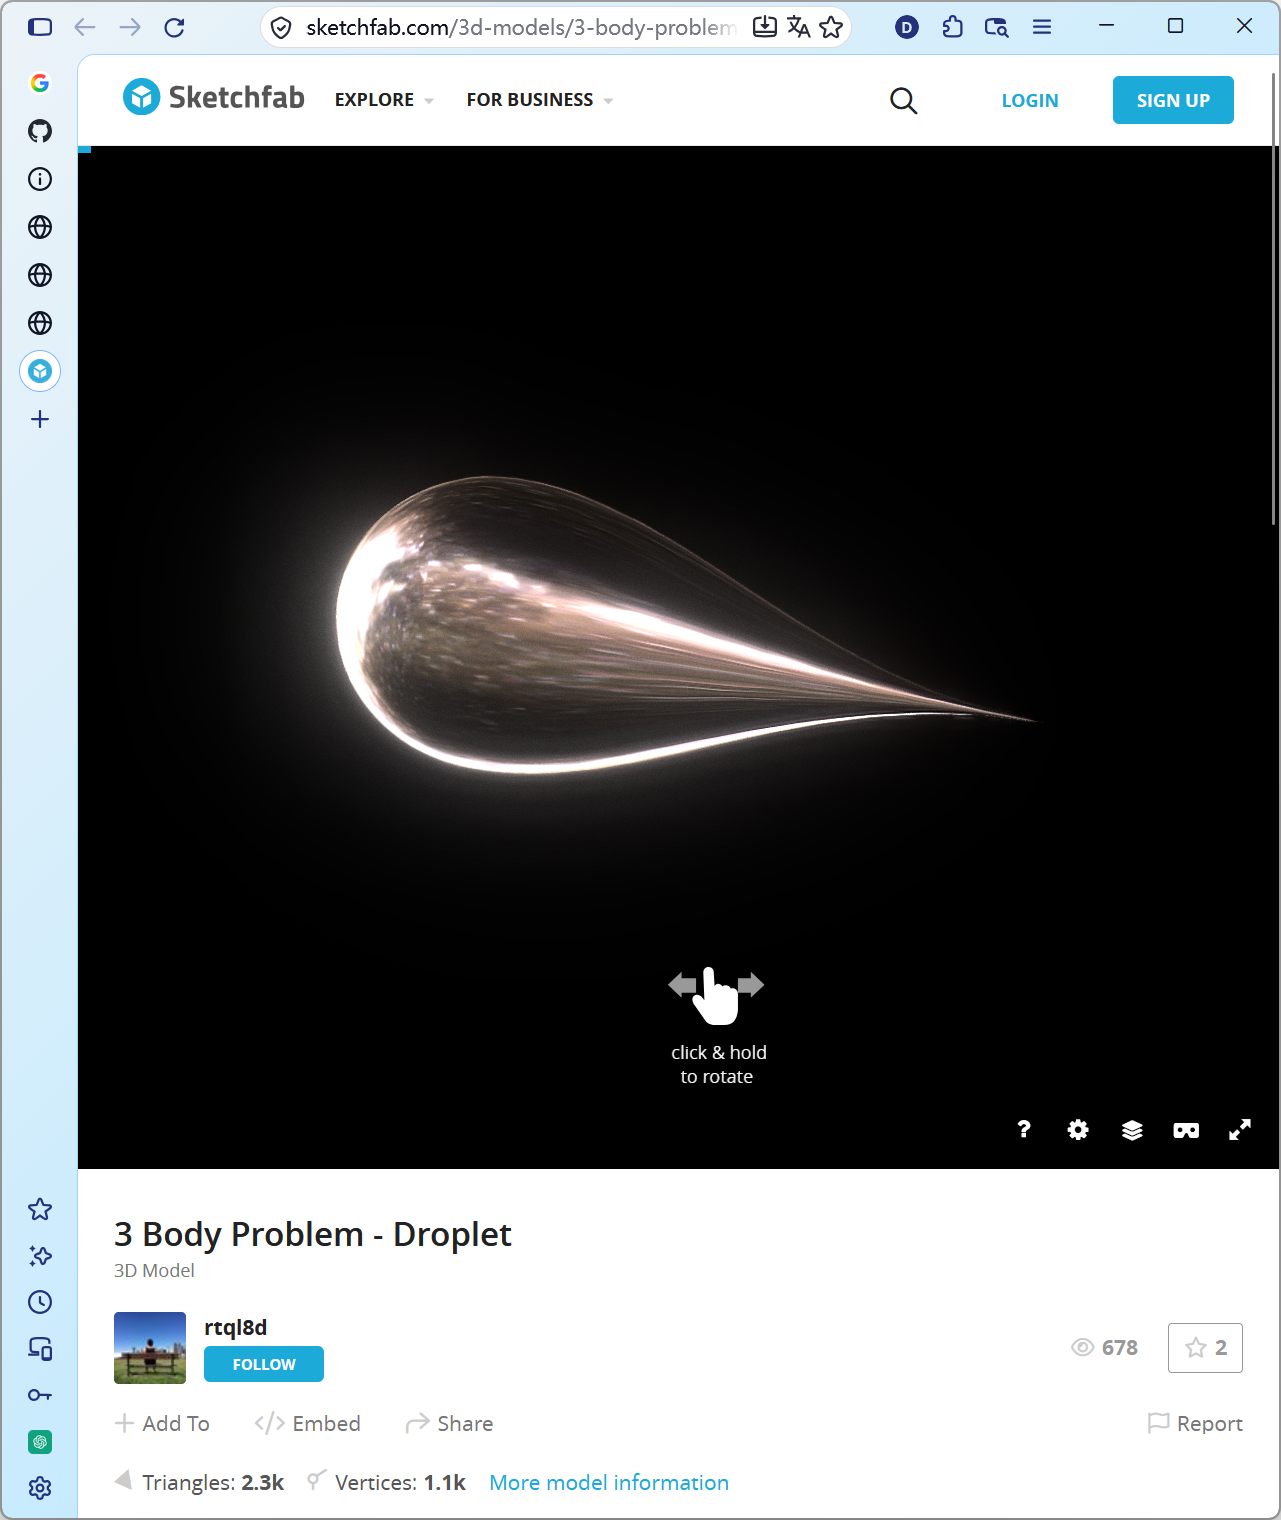 sketchfab.com/3d-models/3-body-problem
D
G
Sketchfab
EXPLORE
FOR BUSINESS
LOGIN
SIGN UP
click & hold
to rotate
?
3 Body Problem - Droplet
3D Model
rtql8d
FOLLOW
678
2
Add To
</> Embed
Share
Report
Triangles: 2.3k
Vertices: 1.1k
More model information